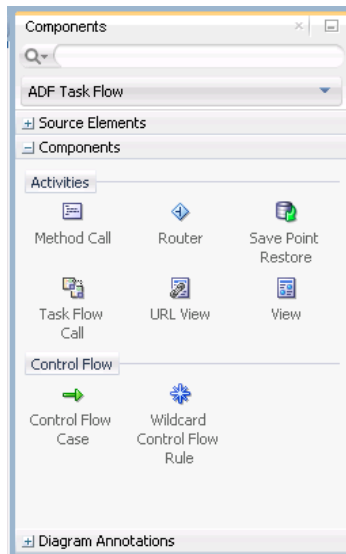 Components
ADF Task Flow
Source Elements
Components
Activities
Method Call
Router
Save Point
Restore
Task Flow
Call
URL View
View
Control Flow
Control Flow
Case
Wildcard
Control Flow
Rule
Diagram Annotations